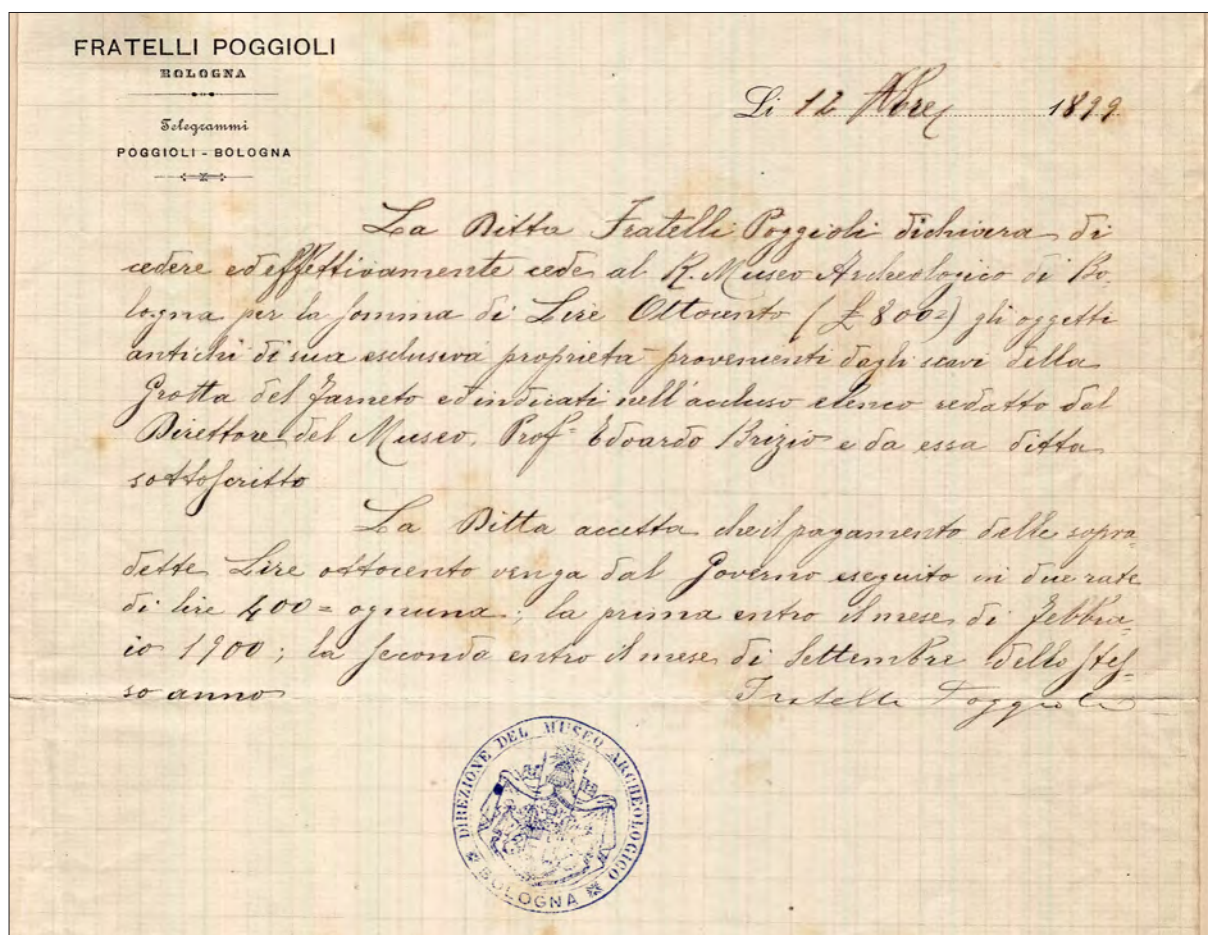 FRATELLI POGGIOLI
BOLOGNA
Telegrammi
POGGIOLI - BOLOGNA
Li 12 1899
La Ditta Fratelli Poggioli dichiara di
cedere ed effettivamente cede al R. Museo Archeologico di Bo-
logna per la somma di Lire Ottocento (£ 800=) gli oggetti
antichi di sua esclusiva proprietà provenienti dagli scavi della
Grotta del Farneto ed indicati nell'accluso elenco redatto dal
Direttore del Museo, Prof= Edoardo Brizio e da essa ditta
sottoscritto
La Ditta accetta che il pagamento delle sopra-
dette Lire ottocento venga dal Governo eseguito in due rate
di lire 400= ognuna; la prima entro il mese di Febbra-
io 1900; la seconda entro il mese di Settembre dello stes-
so anno
Fratelli Poggioli
DIREZIONE DEL MUSEO ARCHEOLOGICO
BOLOGNA